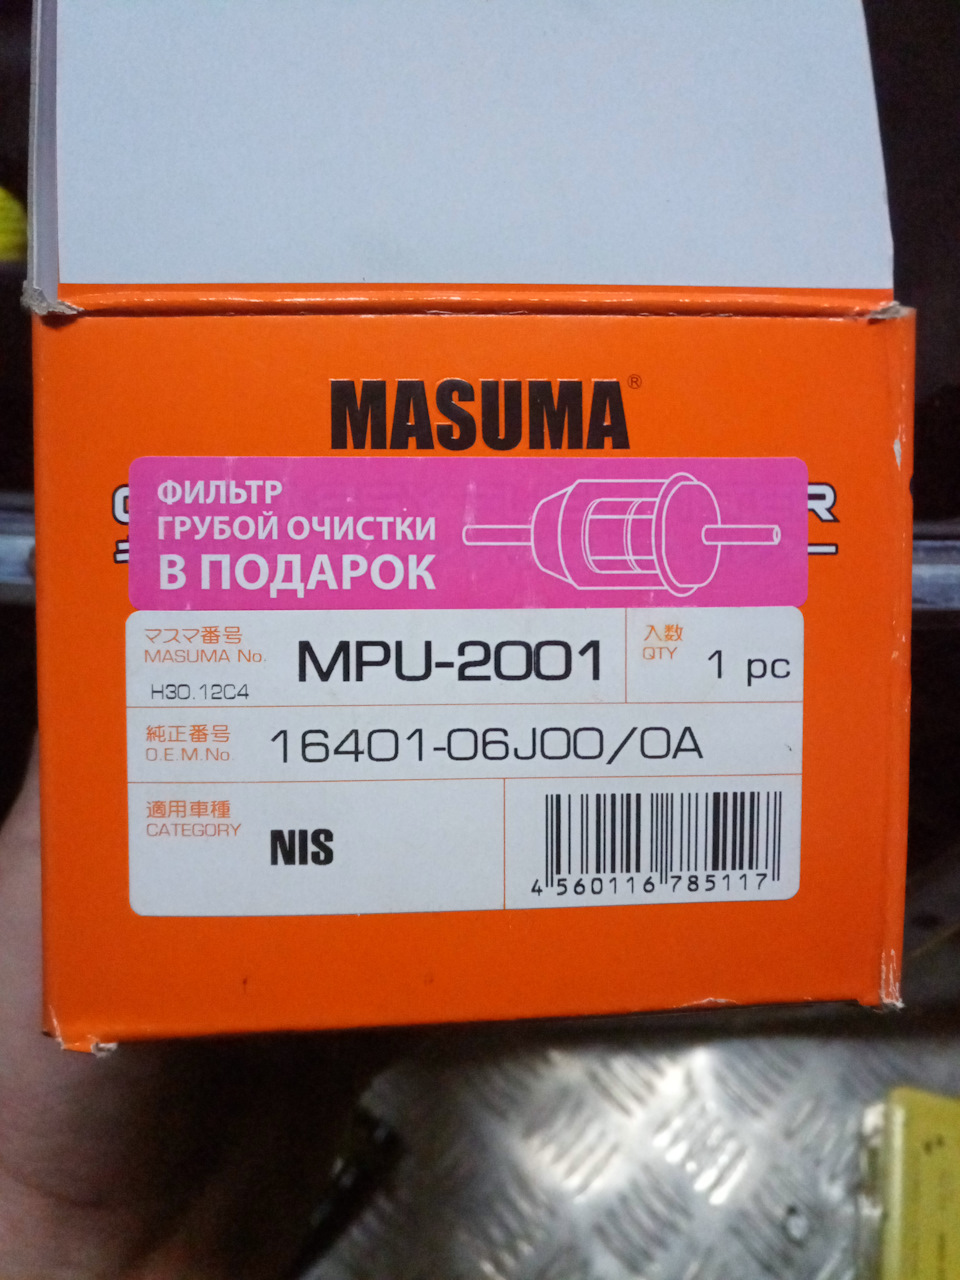 MASUMA®
ФИЛЬТР
ГРУБОЙ ОЧИСТКИ
В ПОДАРОК
マスマ番号
MASUMA No.
MPU-2001
H30.12C4
入数
QTY
1 pc
純正番号
O.E.M.No.
16401-06J00/0A
適用車種
CATEGORY
NIS
4 560116 785117